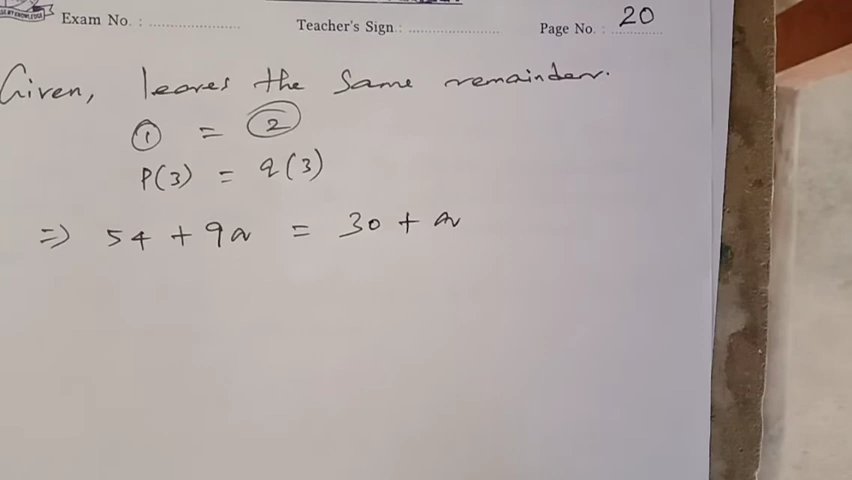 Exam No. : ...................... Teacher's Sign.: ...................... Page No. : 20
Given, leaves the same remainder.
① = ②
P(3) = q(3)
⇒ 54 + 9a = 30 + a